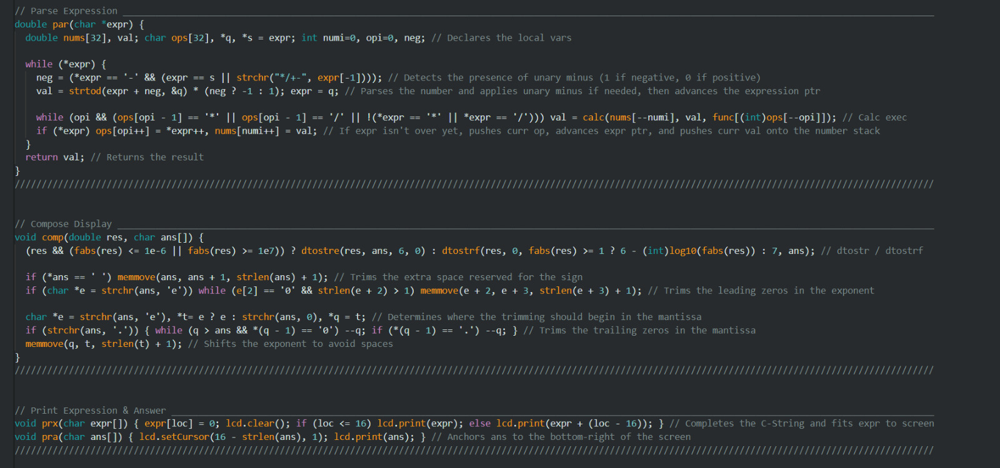 // Parse Expression ______________________________________________________________________________________________________________________________________________________
double par(char *expr) {
  double nums[32], val; char ops[32], *q, *s = expr; int numi=0, opi=0, neg; // Declares the local vars

  while (*expr) {
    neg = (*expr == '-' && (expr == s || strchr("*/+-", expr[-1]))); // Detects the presence of unary minus (1 if negative, 0 if positive)
    val = strtod(expr + neg, &q) * (neg ? -1 : 1); expr = q; // Parses the number and applies unary minus if needed, then advances the expression ptr

    while (opi && (ops[opi - 1] == '*' || ops[opi - 1] == '/' || !(*expr == '*' || *expr == '/'))) val = calc(nums[--numi], val, func[(int)ops[--opi]]); // Calc exec
    if (*expr) ops[opi++] = *expr++, nums[numi++] = val; // If expr isn't over yet, pushes curr op, advances expr ptr, and pushes curr val onto the number stack
  }
  return val; // Returns the result
}
//////////////////////////////////////////////////////////////////////////////////////////////////////////////////////////////////////////////////////////////////////////

// Compose Display _______________________________________________________________________________________________________________________________________________________
void comp(double res, char ans[]) {
  (res && (fabs(res) <= 1e-6 || fabs(res) >= 1e7)) ? dtostre(res, ans, 6, 0) : dtostrf(res, 0, fabs(res) >= 1 ? 6 - (int)log10(fabs(res)) : 7, ans); // dtostr / dtostrf

  if (*ans == ' ') memmove(ans, ans + 1, strlen(ans) + 1); // Trims the extra space reserved for the sign
  if (char *e = strchr(ans, 'e')) while (e[2] == '0' && strlen(e + 2) > 1) memmove(e + 2, e + 3, strlen(e + 3) + 1); // Trims the leading zeros in the exponent

  char *e = strchr(ans, 'e'), *t= e ? e : strchr(ans, 0), *q = t; // Determines where the trimming should begin in the mantissa
  if (strchr(ans, '.')) { while (q > ans && *(q - 1) == '0') --q; if (*(q - 1) == '.') --q; } // Trims the trailing zeros in the mantissa
  memmove(q, t, strlen(t) + 1); // Shifts the exponent to avoid spaces
}
//////////////////////////////////////////////////////////////////////////////////////////////////////////////////////////////////////////////////////////////////////////

// Print Expression & Answer _____________________________________________________________________________________________________________________________________________
void prx(char expr[]) { expr[loc] = 0; lcd.clear(); if (loc <= 16) lcd.print(expr); else lcd.print(expr + (loc - 16)); } // Completes the C-String and fits expr to screen
void pra(char ans[]) { lcd.setCursor(16 - strlen(ans), 1); lcd.print(ans); } // Anchors ans to the bottom-right of the screen
//////////////////////////////////////////////////////////////////////////////////////////////////////////////////////////////////////////////////////////////////////////